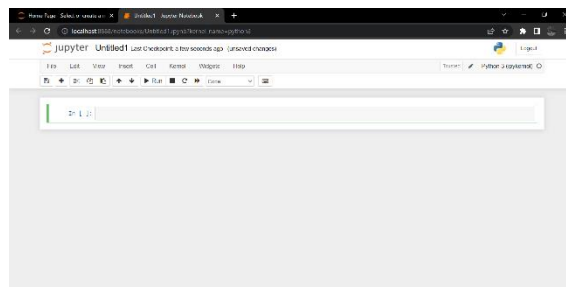 Home Page - Select or create a n
Untitled1 - Jupyter Notebook
localhost:8888/notebooks/Untitled1.ipynb?kernel_name=python3
jupyter Untitled1 Last Checkpoint: a few seconds ago (unsaved changes)
Logout
File Edit View Insert Cell Kernel Widgets Help
Trusted Python 3 (ipykernel)
Run Code
In [ ]: